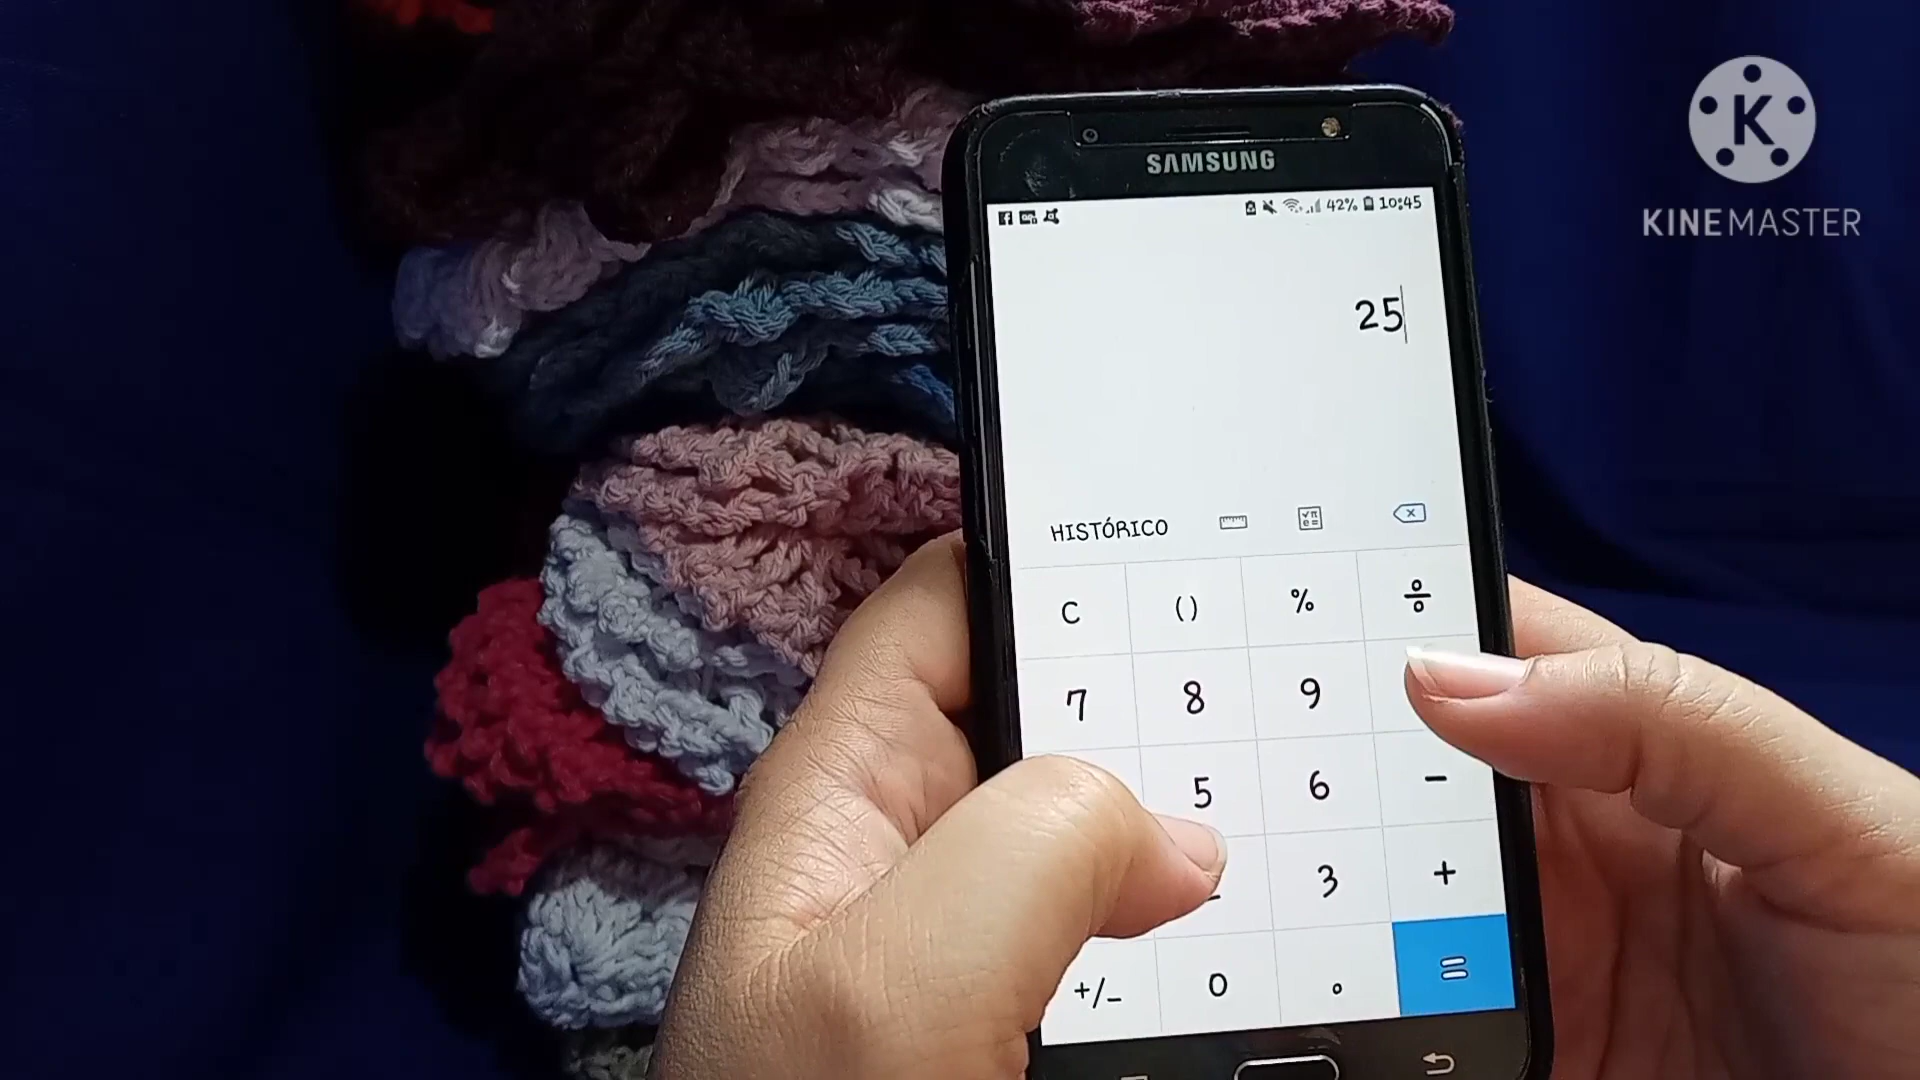 SAMSUNG
42% 10:45
25
HISTÓRICO
C () % ÷
7 8 9
5 6 −
3 +
+/− 0 . =
K
KINEMASTER